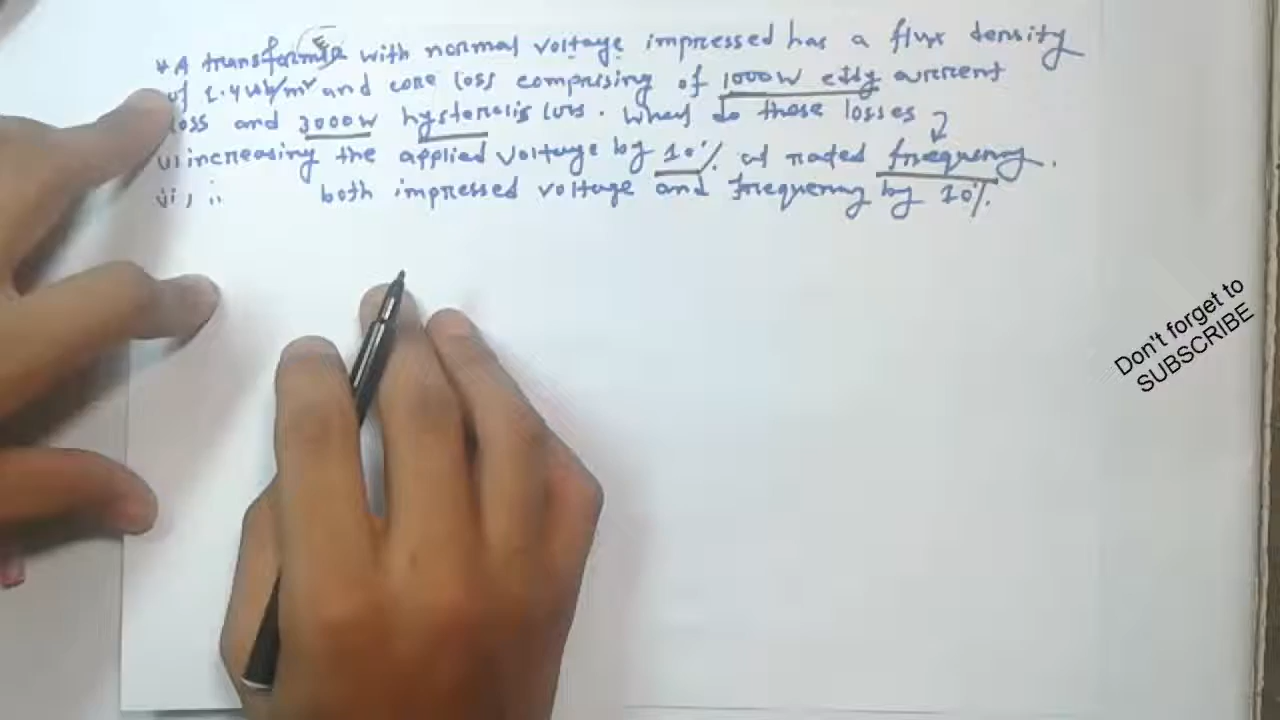 * A transformer with normal voltage impressed has a flux density
of 1.4 wb/m² and core loss comprising of 1000W eddy current
loss and 3000W hysteresis loss. What do these losses
i) increasing the applied voltage by 10% at rated frequency.
ii) ,, both impressed voltage and frequency by 10%.
Don't forget to
SUBSCRIBE